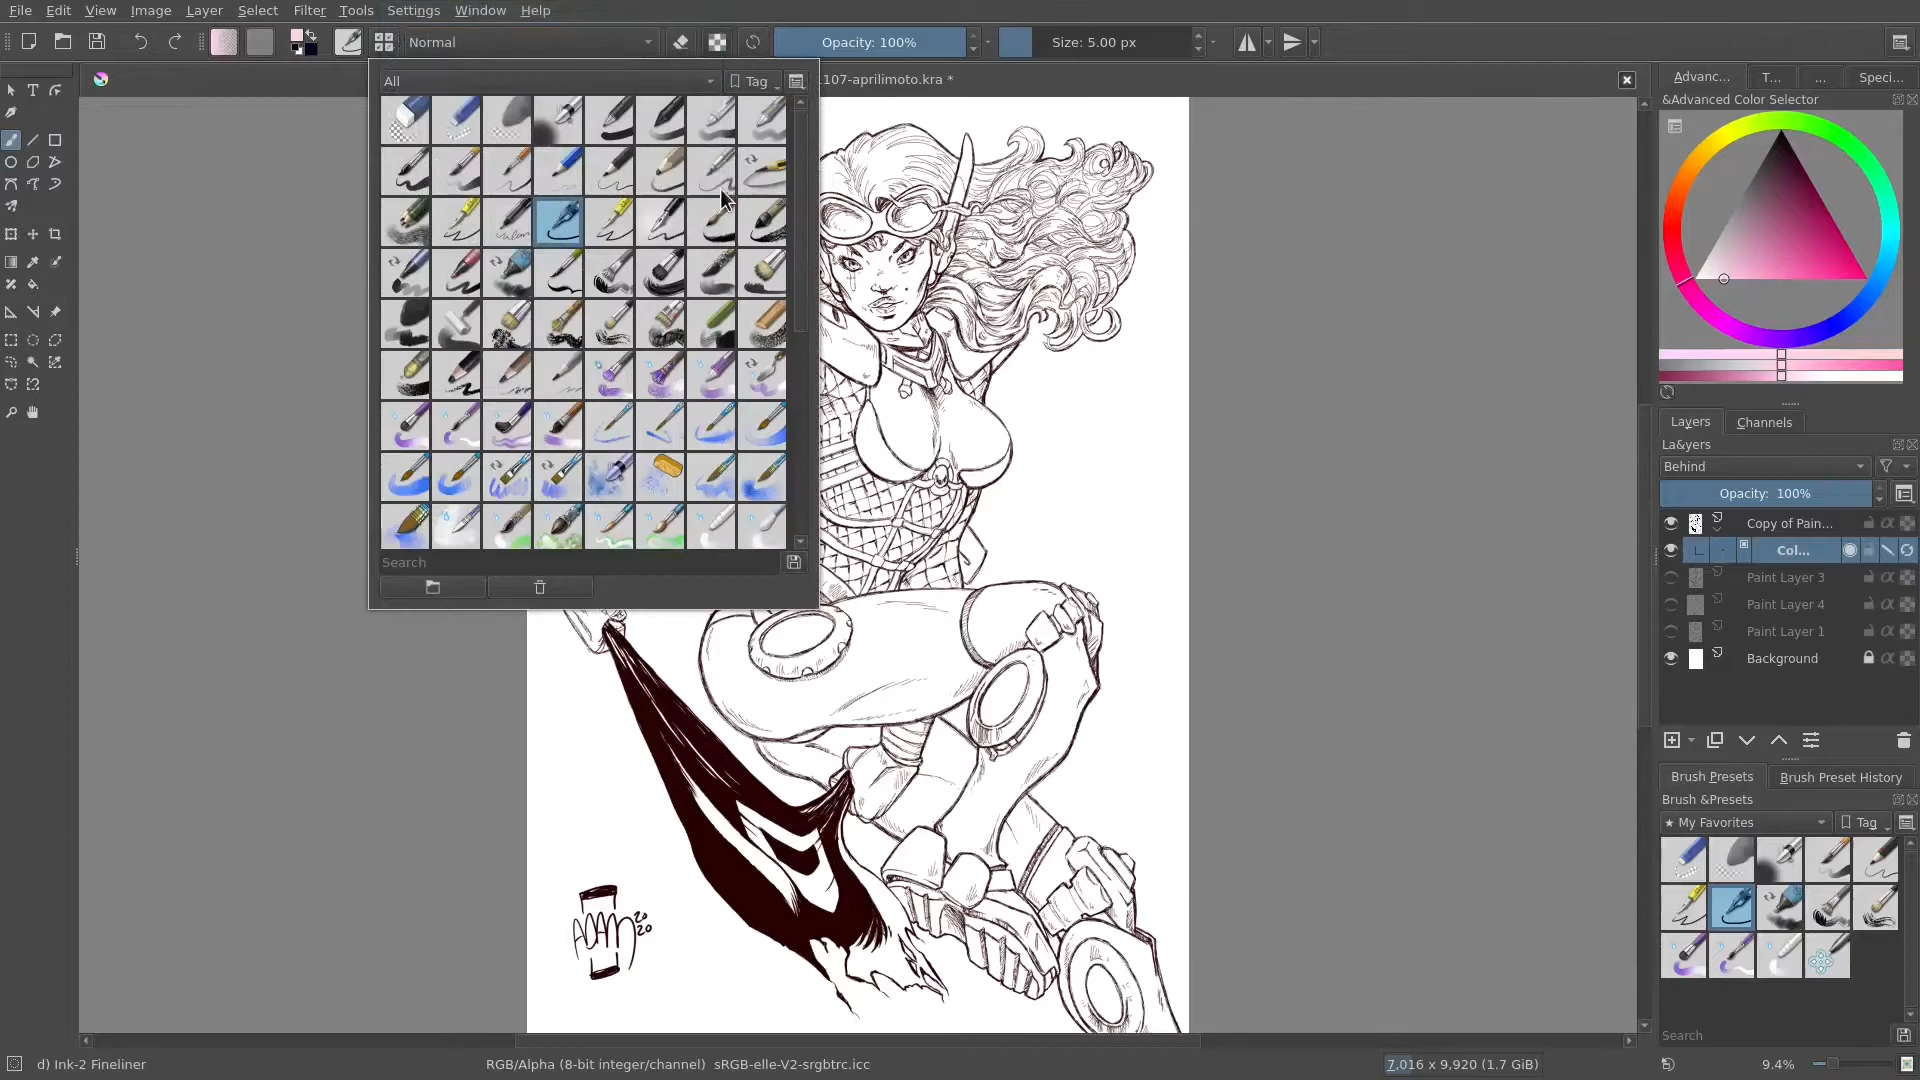 File Edit View Image Layer Select Filter Tools Settings Window Help
Normal Opacity: 100% Size: 5.00 px
1107-aprilimoto.kra *
All Tag
Search
Advanc... T... ... Speci...
&Advanced Color Selector
Layers Channels
La&yers
Behind
Opacity: 100%
Copy of Pain...
Col...
Paint Layer 3
Paint Layer 4
Paint Layer 1
Background
Brush Presets Brush Preset History
Brush &Presets
★ My Favorites Tag
Search
ADAM 20
20
d) Ink-2 Fineliner RGB/Alpha (8-bit integer/channel) sRGB-elle-V2-srgbtrc.icc 7,016 x 9,920 (1.7 GiB) 9.4%